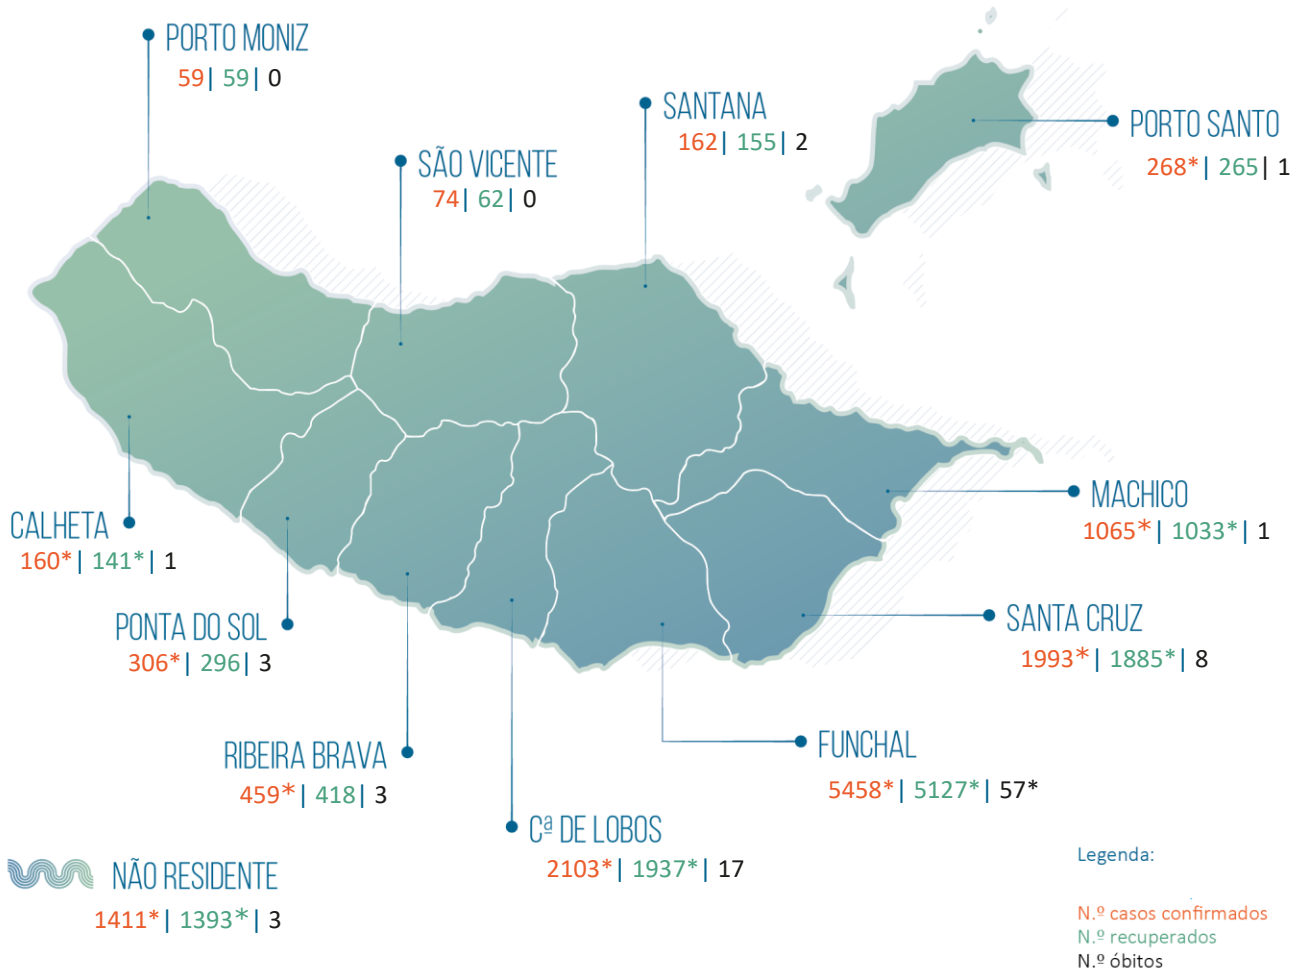 PORTO MONIZ
59| 59| 0
SANTANA
162| 155| 2
PORTO SANTO
268*| 265| 1
SÃO VICENTE
74| 62| 0
MACHICO
1065*| 1033*| 1
CALHETA
160*| 141*| 1
PONTA DO SOL
306*| 296| 3
SANTA CRUZ
1993*| 1885*| 8
RIBEIRA BRAVA
459*| 418| 3
FUNCHAL
5458*| 5127*| 57*
Cª DE LOBOS
2103*| 1937*| 17
NÃO RESIDENTE
1411*| 1393*| 3
Legenda:
N.º casos confirmados
N.º recuperados
N.º óbitos